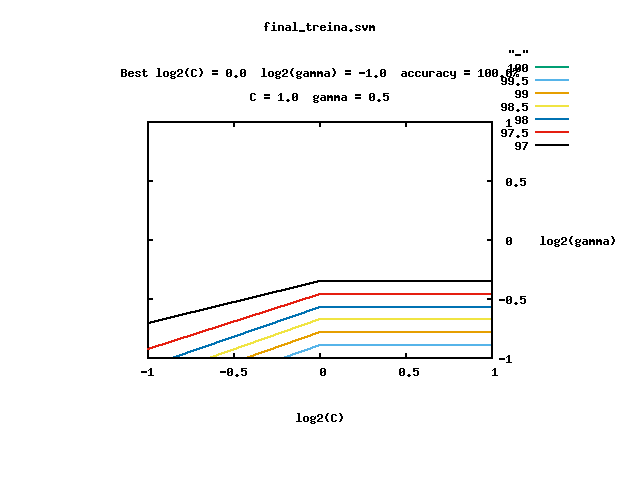 final_treina.svm
"_"
Best log2(C) = 0.0 log2(gamma) = -1.0 accuracy = 100.0%
100
99.5
99
98.5
98
97.5
97
C = 1.0 gamma = 0.5
1
0.5
0
-0.5
-1
log2(gamma)
-1 -0.5 0 0.5 1
log2(C)